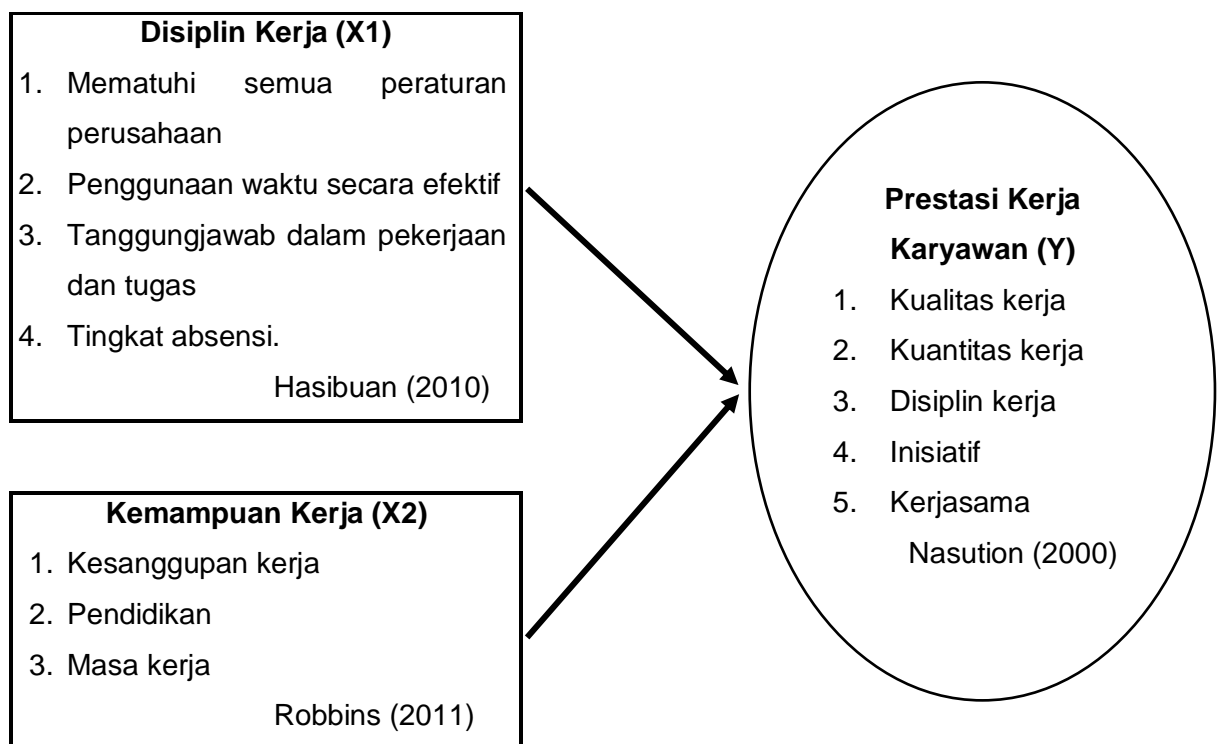 Disiplin Kerja (X1)
1. Mematuhi semua peraturan
perusahaan
2. Penggunaan waktu secara efektif
3. Tanggungjawab dalam pekerjaan
dan tugas
4. Tingkat absensi.
Hasibuan (2010)
Kemampuan Kerja (X2)
1. Kesanggupan kerja
2. Pendidikan
3. Masa kerja
Robbins (2011)
Prestasi Kerja
Karyawan (Y)
1. Kualitas kerja
2. Kuantitas kerja
3. Disiplin kerja
4. Inisiatif
5. Kerjasama
Nasution (2000)